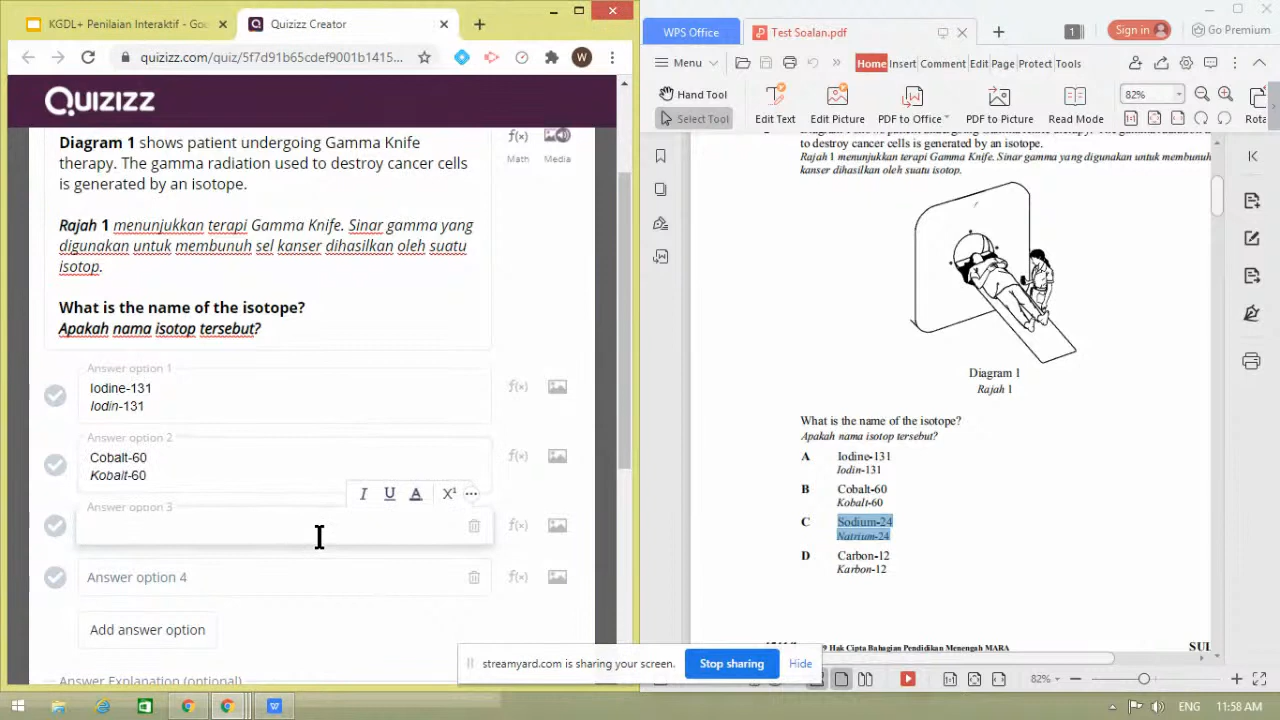 KGDL+ Penilaian Interaktif - Go
Quizizz Creator
quizizz.com/quiz/5f7d91b65cdef9001b1415...
W
QUIZIZZ
Diagram 1 shows patient undergoing Gamma Knife
therapy. The gamma radiation used to destroy cancer cells
is generated by an isotope.
Rajah 1 menunjukkan terapi Gamma Knife. Sinar gamma yang
digunakan untuk membunuh sel kanser dihasilkan oleh suatu
isotop.
What is the name of the isotope?
Apakah nama isotop tersebut?
f(x)
Math
Media
Answer option 1
Iodine-131
Iodin-131
f(x)
Answer option 2
Cobalt-60
Kobalt-60
f(x)
I U A X¹ ...
Answer option 3
f(x)
Answer option 4
f(x)
Add answer option
Answer Explanation (optional)
streamyard.com is sharing your screen.
Stop sharing
Hide
WPS Office
Test Soalan.pdf
1
Sign in
Go Premium
Menu
Home
Insert
Comment
Edit Page
Protect
Tools
Hand Tool
Select Tool
Edit Text
Edit Picture
PDF to Office
PDF to Picture
Read Mode
82%
Rota
to destroy cancer cells is generated by an isotope.
Rajah 1 menunjukkan terapi Gamma Knife. Sinar gamma yang digunakan untuk membunuh
kanser dihasilkan oleh suatu isotop.
Diagram 1
Rajah 1
What is the name of the isotope?
Apakah nama isotop tersebut?
A Iodine-131
Iodin-131
B Cobalt-60
Kobalt-60
C Sodium-24
Natrium-24
D Carbon-12
Karbon-12
9 Hak Cipta Bahagian Pendidikan Menengah MARA
SUL
82%
ENG
11:58 AM